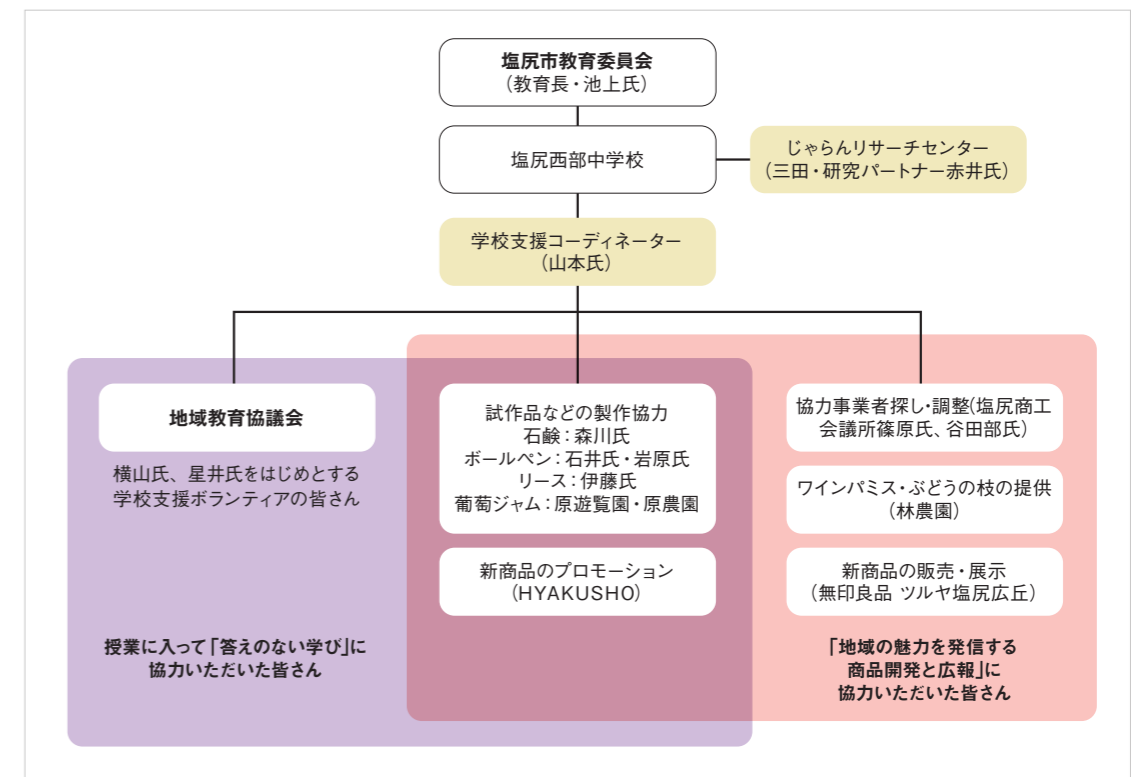 塩尻市教育委員会
（教育長・池上氏）
塩尻西部中学校
じゃらんリサーチセンター
（三田・研究パートナー赤井氏）
学校支援コーディネーター
（山本氏）
地域教育協議会
横山氏、星井氏をはじめとする
学校支援ボランティアの皆さん
授業に入って「答えのない学び」に
協力いただいた皆さん
試作品などの製作協力
石鹸：森川氏
ボールペン：石井氏・岩原氏
リース：伊藤氏
葡萄ジャム：原遊覧園・原農園
新商品のプロモーション
（HYAKUSHO）
協力事業者探し・調整(塩尻商工
会議所篠原氏、谷田部氏）
ワインパミス・ぶどうの枝の提供
（林農園）
新商品の販売・展示
（無印良品 ツルヤ塩尻広丘）
「地域の魅力を発信する
商品開発と広報」に
協力いただいた皆さん